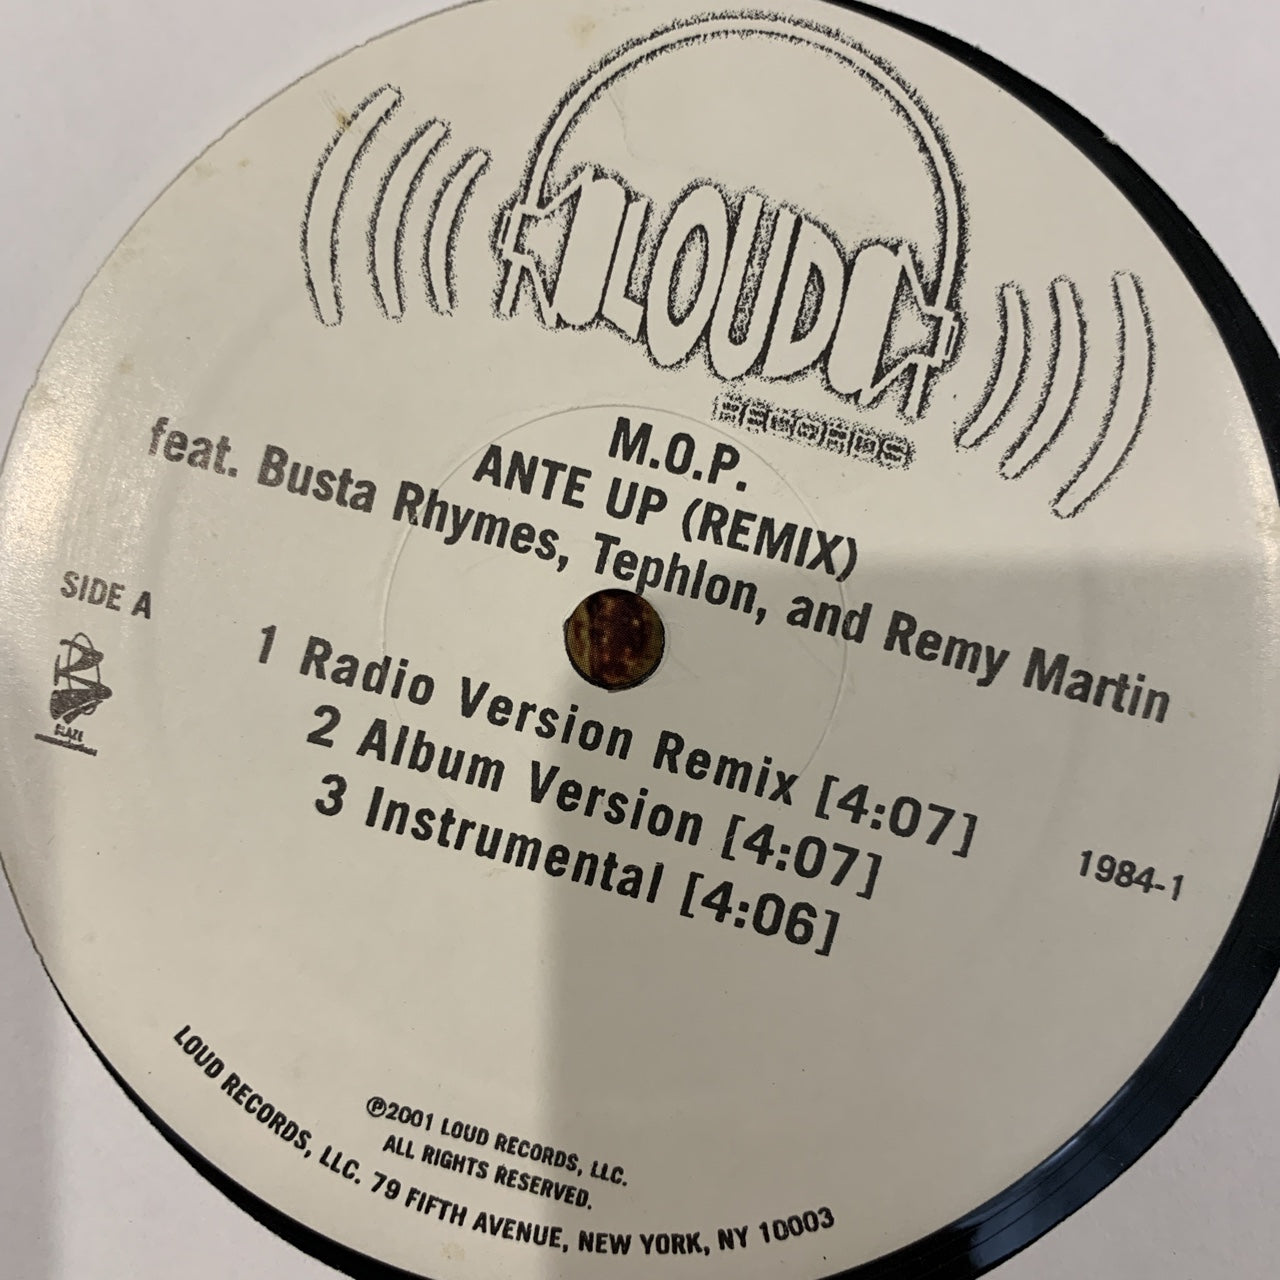 LOUD
RECORDS
M.O.P.
ANTE UP (REMIX)
feat. Busta Rhymes, Tephlon, and Remy Martin
SIDE A
1 Radio Version Remix [4:07]
2 Album Version [4:07]
3 Instrumental [4:06]
1984-1
℗2001 LOUD RECORDS, LLC.
ALL RIGHTS RESERVED.
LOUD RECORDS, LLC. 79 FIFTH AVENUE, NEW YORK, NY 10003